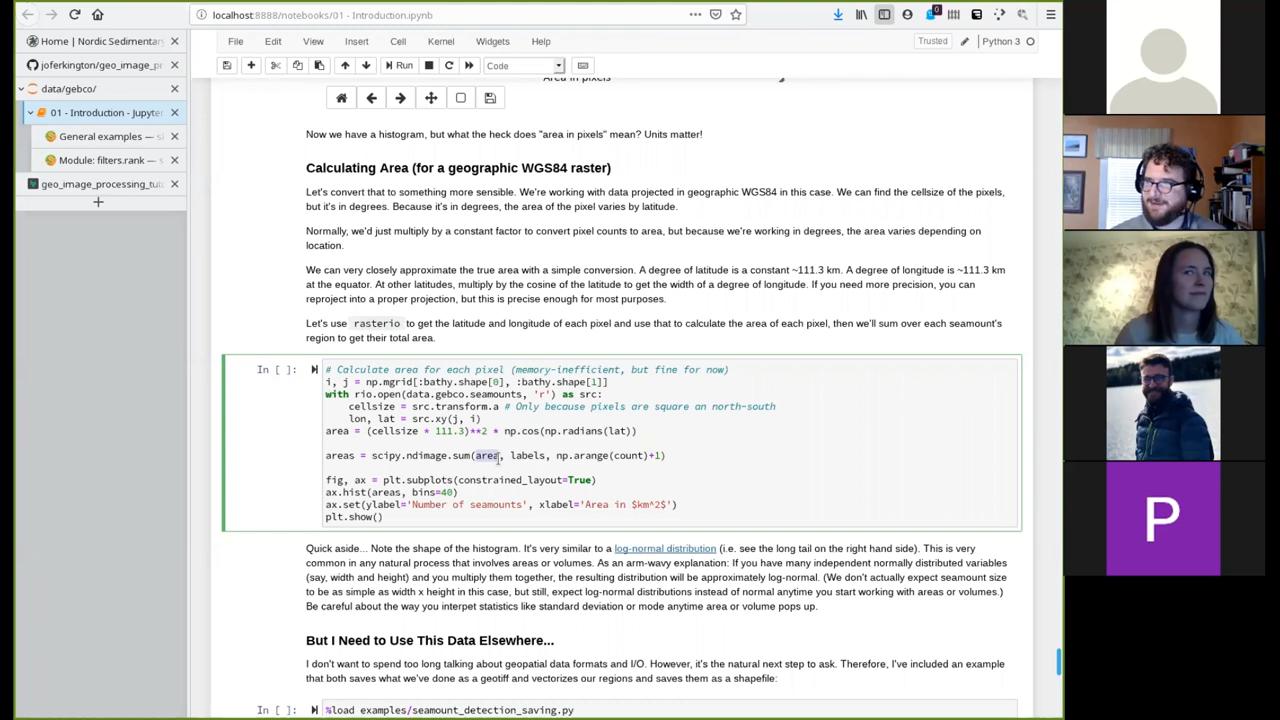 localhost:8888/notebooks/01 - Introduction.ipynb
Home | Nordic Sedimentary
joferkington/geo_image_pr
data/gebco/
01 - Introduction - Jupyter
General examples — s
Module: filters.rank — s
geo_image_processing_tut
File Edit View Insert Cell Kernel Widgets Help
Trusted Python 3
Run Code
Area in pixels
Now we have a histogram, but what the heck does "area in pixels" mean? Units matter!
Calculating Area (for a geographic WGS84 raster)
Let's convert that to something more sensible. We're working with data projected in geographic WGS84 in this case. We can find the cellsize of the pixels,
but it's in degrees. Because it's in degrees, the area of the pixel varies by latitude.
Normally, we'd just multiply by a constant factor to convert pixel counts to area, but because we're working in degrees, the area varies depending on
location.
We can very closely approximate the true area with a simple conversion. A degree of latitude is a constant ~111.3 km. A degree of longitude is ~111.3 km
at the equator. At other latitudes, multiply by the cosine of the latitude to get the width of a degree of longitude. If you need more precision, you can
reproject into a proper projection, but this is precise enough for most purposes.
Let's use rasterio to get the latitude and longitude of each pixel and use that to calculate the area of each pixel, then we'll sum over each seamount's
region to get their total area.
In [ ]:
# Calculate area for each pixel (memory-inefficient, but fine for now)
i, j = np.mgrid[:bathy.shape[0], :bathy.shape[1]]
with rio.open(data.gebco.seamounts, 'r') as src:
cellsize = src.transform.a # Only because pixels are square an north-south
lon, lat = src.xy(j, i)
area = (cellsize * 111.3)**2 * np.cos(np.radians(lat))
areas = scipy.ndimage.sum(area, labels, np.arange(count)+1)
fig, ax = plt.subplots(constrained_layout=True)
ax.hist(areas, bins=40)
ax.set(ylabel='Number of seamounts', xlabel='Area in $km^2$')
plt.show()
Quick aside... Note the shape of the histogram. It's very similar to a log-normal distribution (i.e. see the long tail on the right hand side). This is very
common in any natural process that involves areas or volumes. As an arm-wavy explanation: If you have many independent normally distributed variables
(say, width and height) and you multiply them together, the resulting distribution will be approximately log-normal. (We don't actually expect seamount size
to be as simple as width x height in this case, but still, expect log-normal distributions instead of normal anytime you start working with areas or volumes.)
Be careful about the way you interpet statistics like standard deviation or mode anytime area or volume pops up.
But I Need to Use This Data Elsewhere...
I don't want to spend too long talking about geospatial data formats and I/O. However, it's the natural next step to ask. Therefore, I've included an example
that both saves what we've done as a geotiff and vectorizes our regions and saves them as a shapefile:
In [ ]:
%load examples/seamount_detection_saving.py
P